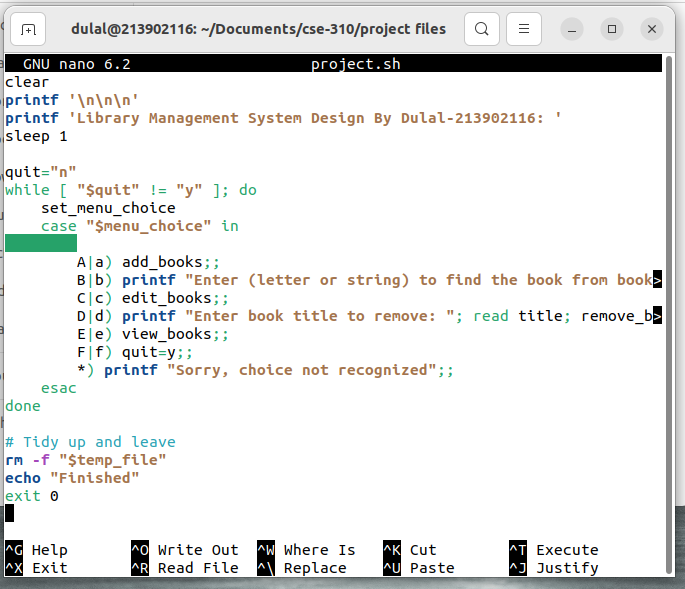 dulal@213902116: ~/Documents/cse-310/project files
GNU nano 6.2 project.sh
clear
printf '\n\n\n'
printf 'Library Management System Design By Dulal-213902116: '
sleep 1
quit="n"
while [ "$quit" != "y" ]; do
set_menu_choice
case "$menu_choice" in
A|a) add_books;;
B|b) printf "Enter (letter or string) to find the book from book>
C|c) edit_books;;
D|d) printf "Enter book title to remove: "; read title; remove_b>
E|e) view_books;;
F|f) quit=y;;
*) printf "Sorry, choice not recognized";;
esac
done
# Tidy up and leave
rm -f "$temp_file"
echo "Finished"
exit 0
^G Help ^O Write Out ^W Where Is ^K Cut ^T Execute
^X Exit ^R Read File ^\ Replace ^U Paste ^J Justify